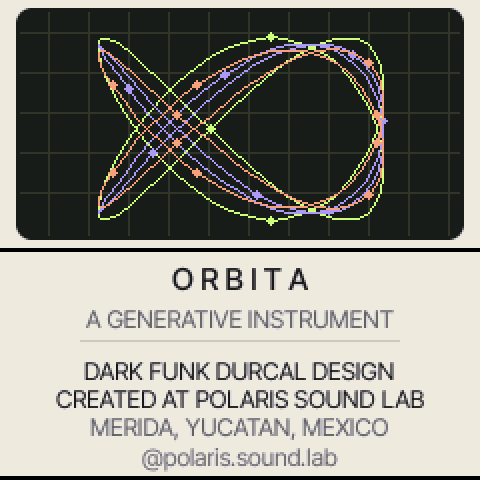 ORBITA
A GENERATIVE INSTRUMENT
DARK FUNK DURCAL DESIGN
CREATED AT POLARIS SOUND LAB
MERIDA, YUCATAN, MEXICO
@polaris.sound.lab